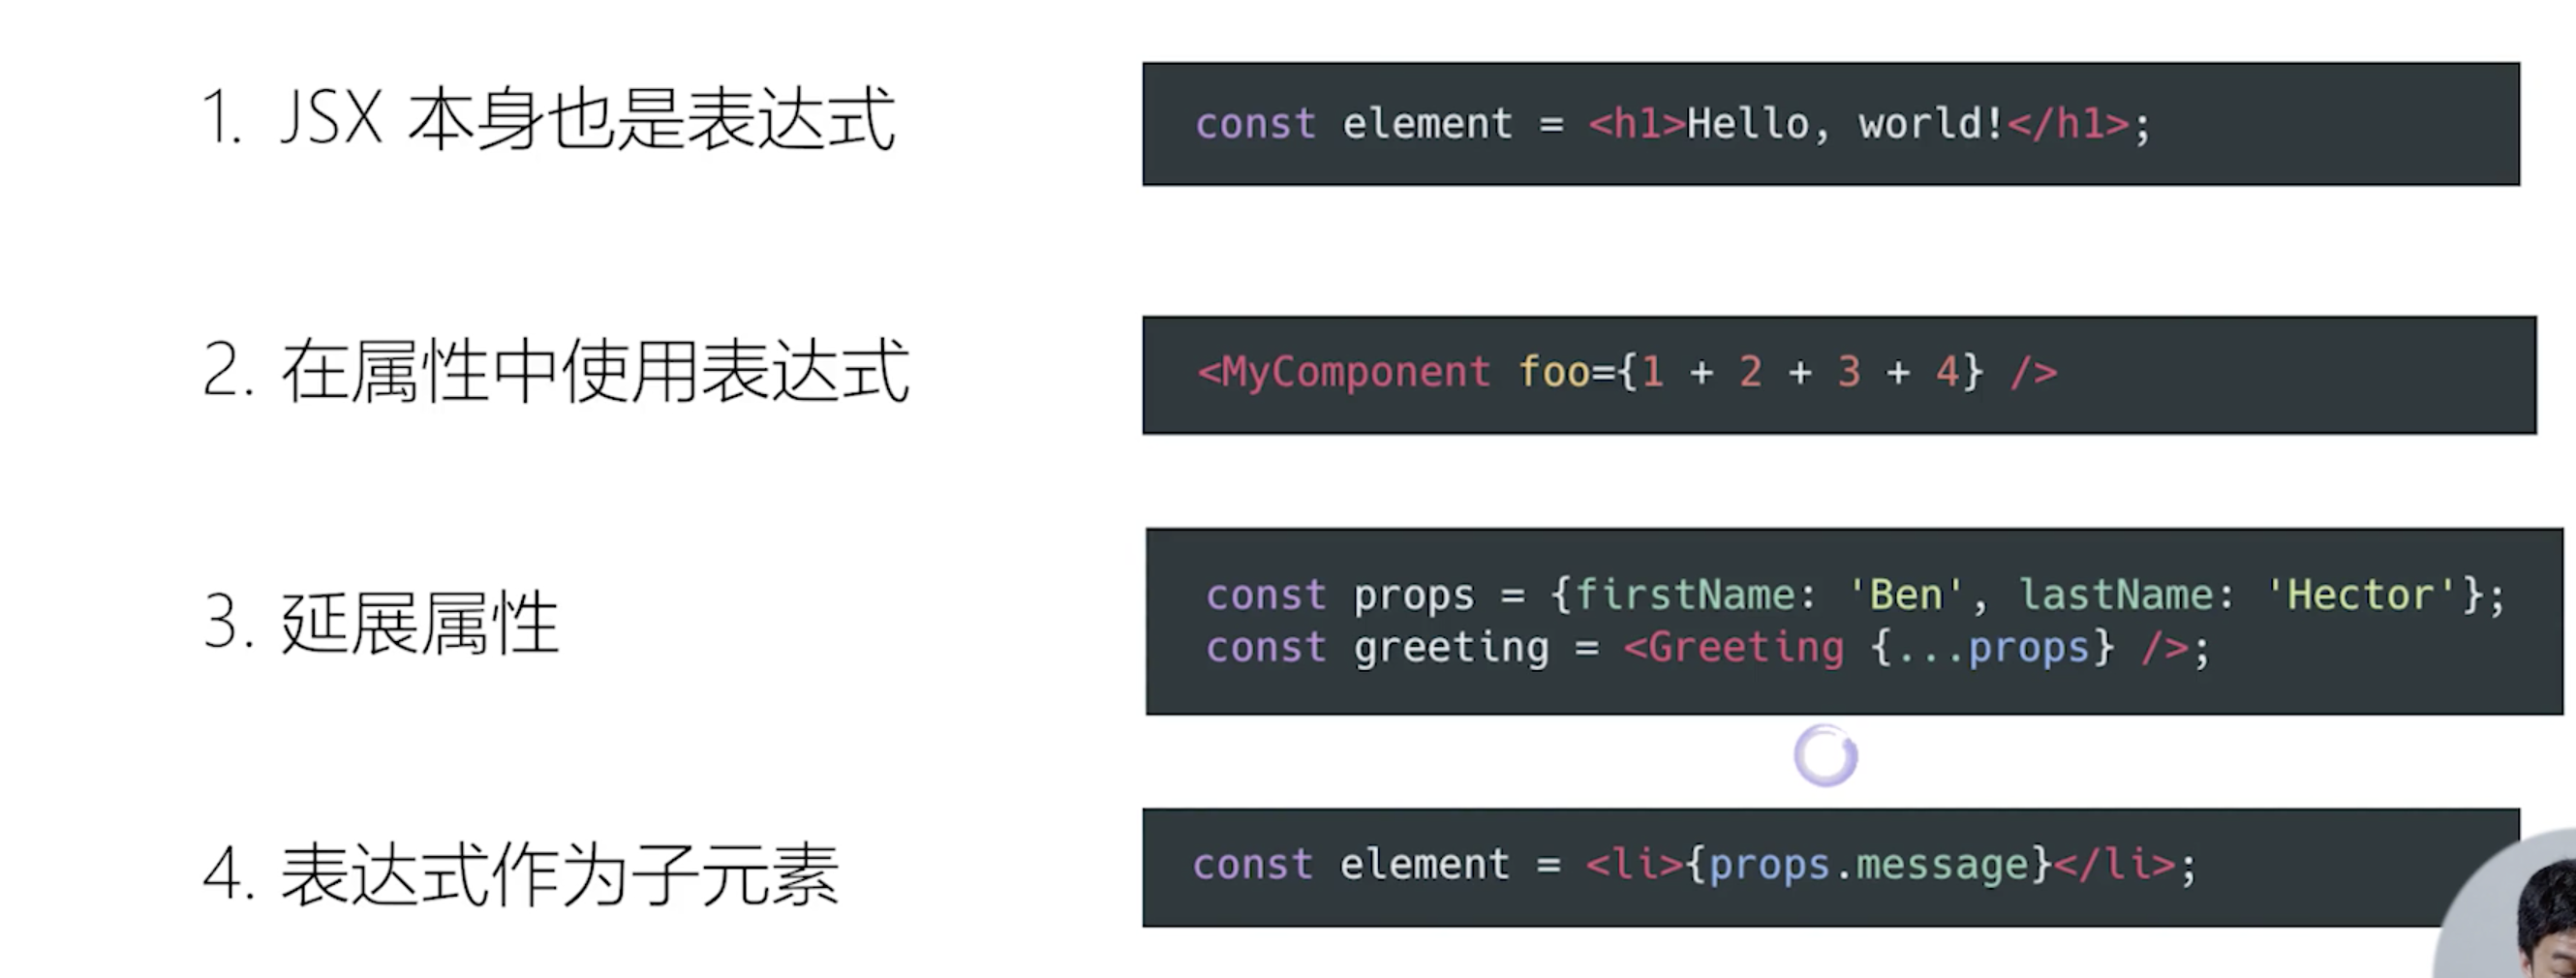 1. JSX 本身也是表达式
const element = <h1>Hello, world!</h1>;
2. 在属性中使用表达式
<MyComponent foo={1 + 2 + 3 + 4} />
3. 延展属性
const props = {firstName: 'Ben', lastName: 'Hector'};
const greeting = <Greeting {...props} />;
4. 表达式作为子元素
const element = <li>{props.message}</li>;